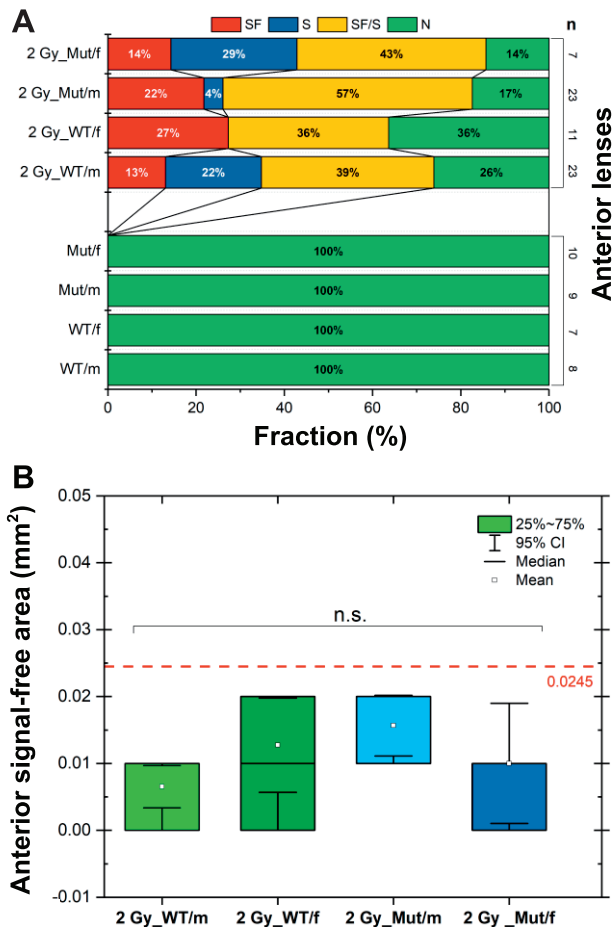 A
SF S SF/S N
n
2 Gy_Mut/f 14% 29% 43% 14% 7
2 Gy_Mut/m 22% 4% 57% 17% 23
2 Gy_WT/f 27% 36% 36% 11
2 Gy_WT/m 13% 22% 39% 26% 23
Mut/f 100% 10
Mut/m 100% 9
WT/f 100% 7
WT/m 100% 8
Anterior lenses
0 20 40 60 80 100
Fraction (%)
B
Anterior signal-free area (mm²)
0.05
0.04
0.03
0.02
0.01
0.00
-0.01
25%~75%
95% CI
Median
Mean
n.s.
0.0245
2 Gy_WT/m 2 Gy_WT/f 2 Gy_Mut/m 2 Gy _Mut/f